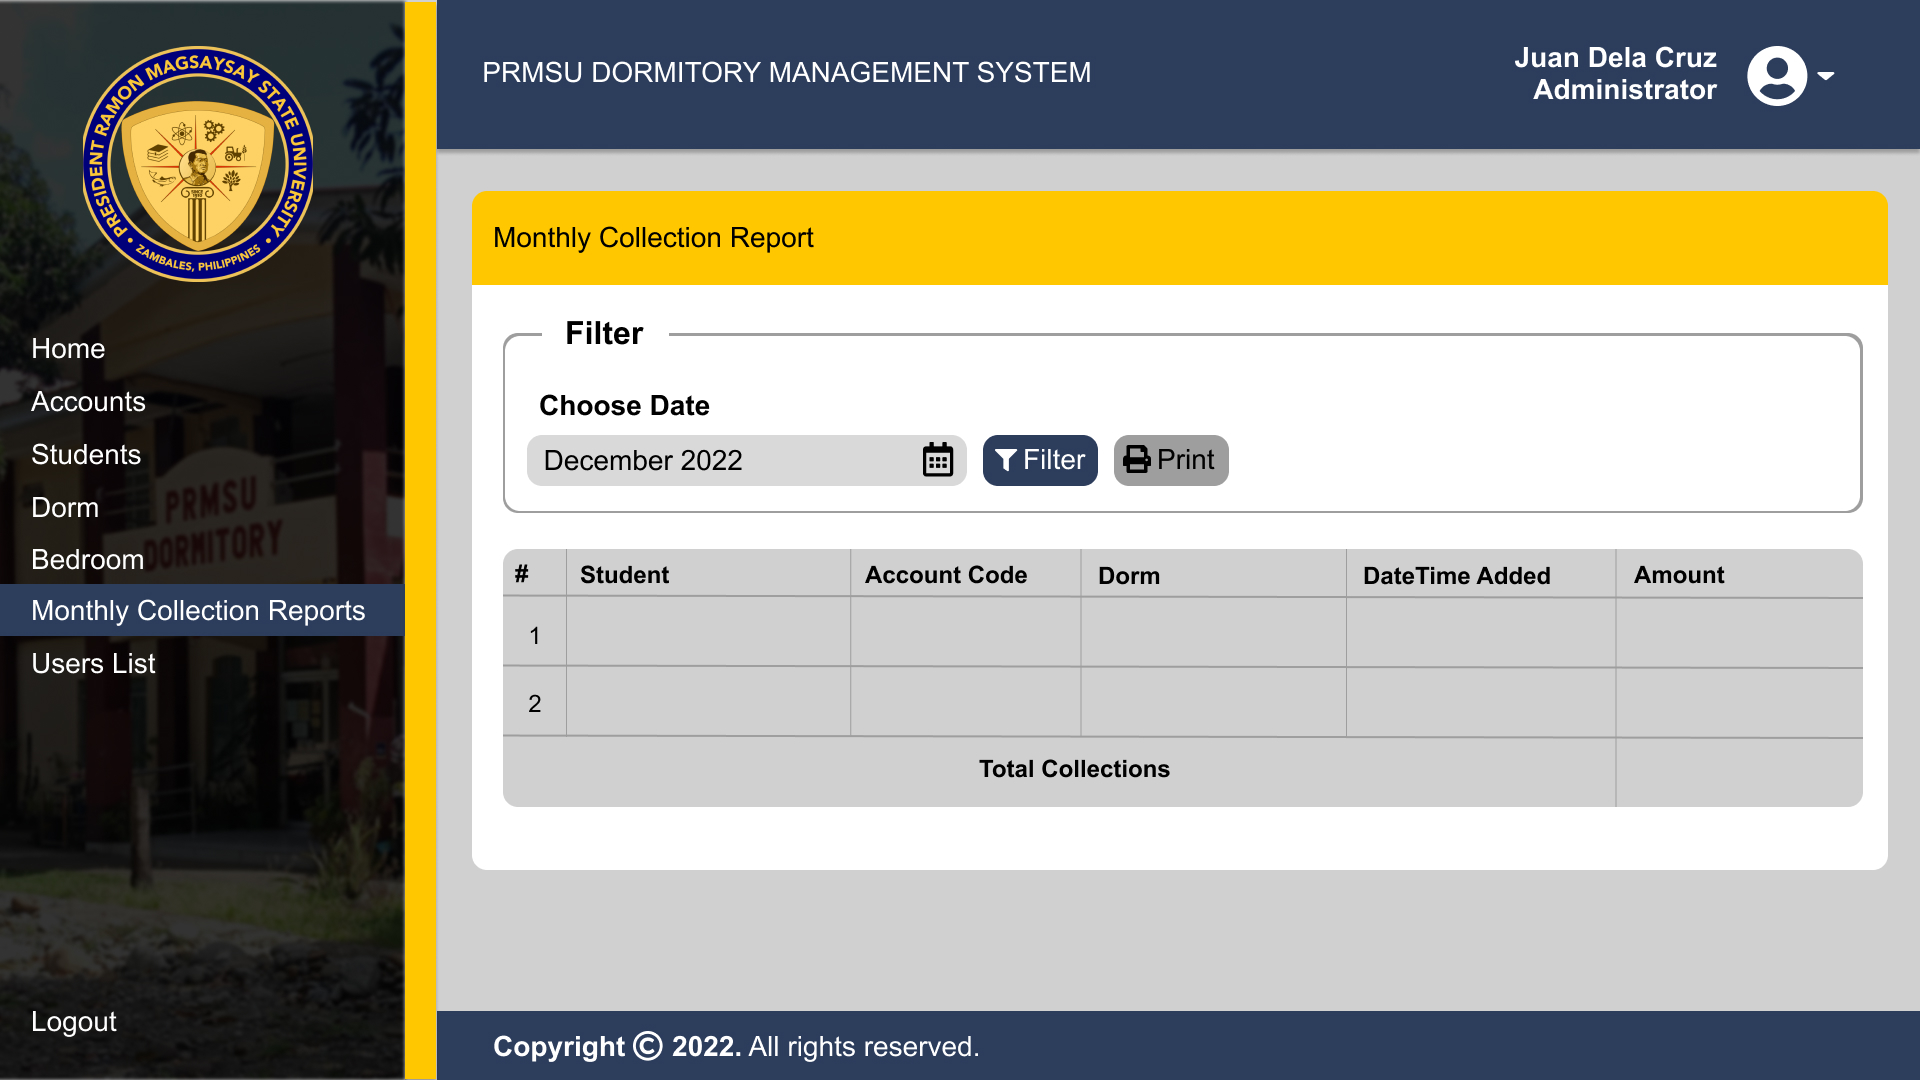 PRESIDENT RAMON MAGSAYSAY STATE UNIVERSITY
ZAMBALES, PHILIPPINES
Home
Accounts
Students
Dorm
Bedroom
Monthly Collection Reports
Users List
Logout
PRMSU
DORMITORY
PRMSU DORMITORY MANAGEMENT SYSTEM
Juan Dela Cruz
Administrator
Monthly Collection Report
Filter
Choose Date
December 2022 Filter Print
# Student Account Code Dorm DateTime Added Amount
1
2
Total Collections
Copyright © 2022. All rights reserved.